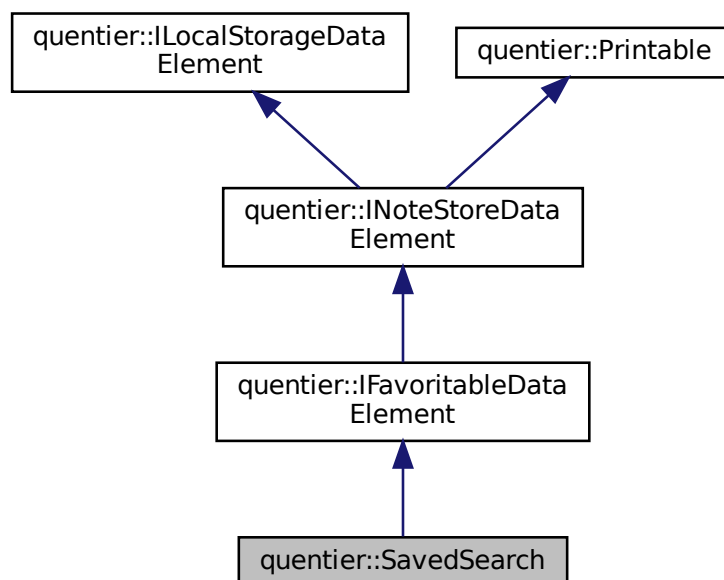 quentier::ILocalStorageData
Element
quentier::Printable
quentier::INoteStoreData
Element
quentier::IFavoritableData
Element
quentier::SavedSearch